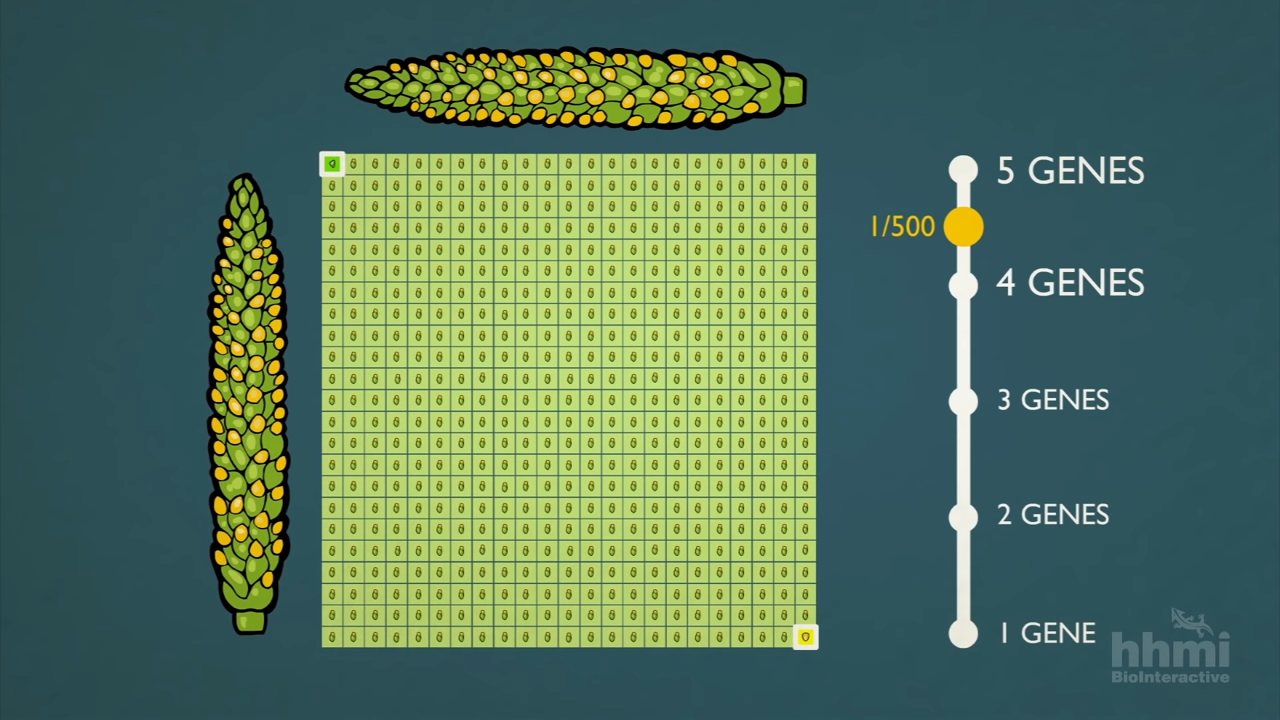 5 GENES
1/500
4 GENES
3 GENES
2 GENES
1 GENE
hhmi
BioInteractive